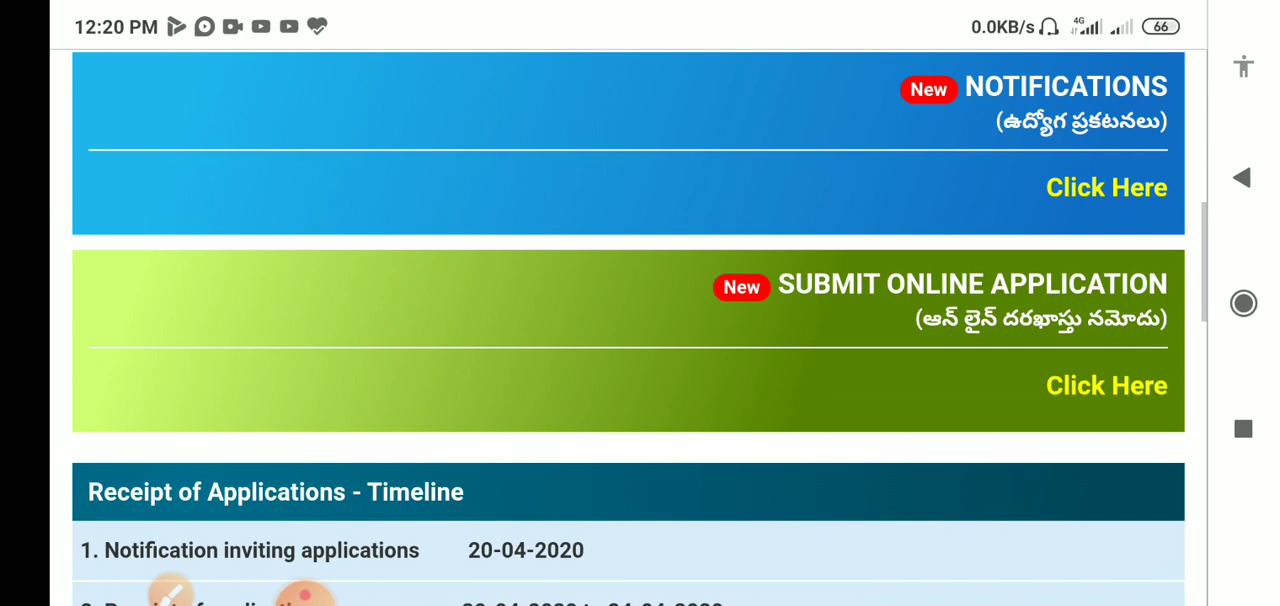 12:20 PM 0.0KB/s 4G 66
New NOTIFICATIONS
(ఉద్యోగ ప్రకటనలు)
Click Here
New SUBMIT ONLINE APPLICATION
(ఆన్ లైన్ దరఖాస్తు నమోదు)
Click Here
Receipt of Applications - Timeline
1. Notification inviting applications 20-04-2020